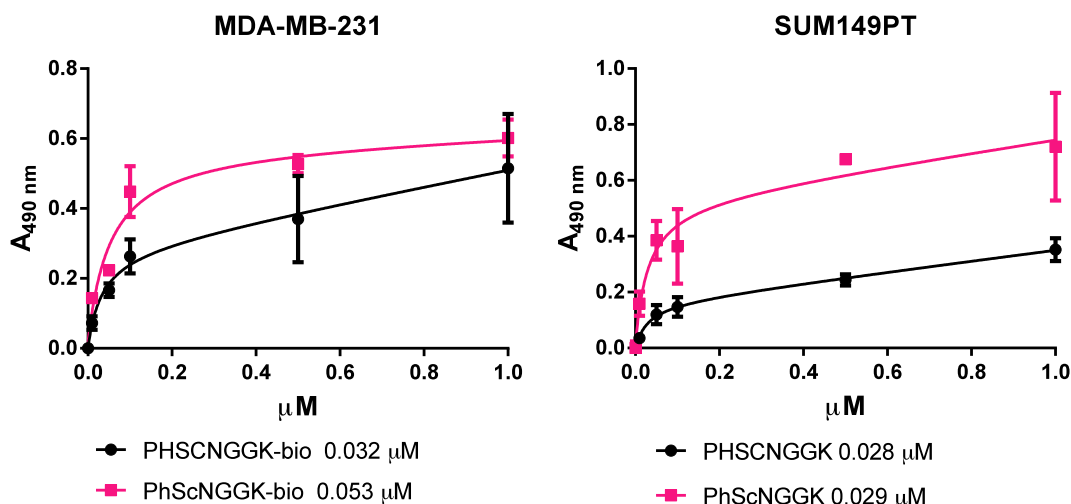 MDA-MB-231
0.8
0.6
0.4
0.2
0.0
A490 nm
0.0 0.2 0.4 0.6 0.8 1.0
μM
PHSCNGGK-bio 0.032 μM
PhScNGGK-bio 0.053 μM
SUM149PT
1.0
0.8
0.6
0.4
0.2
0.0
A490 nm
0.0 0.2 0.4 0.6 0.8 1.0
μM
PHSCNGGK 0.028 μM
PhScNGGK 0.029 μM